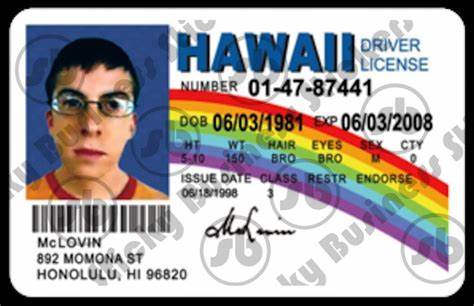 HAWAII DRIVER LICENSE
NUMBER 01-47-87441
DOB 06/03/1981 EXP 06/03/2008
HT WT HAIR EYES SEX CTY
5-10 150 BRO BRO M 0
ISSUE DATE CLASS RESTR ENDORSE
06/18/1998 3
McLovin
McLOVIN
892 MOMONA ST
HONOLULU, HI 96820
Sticky Business